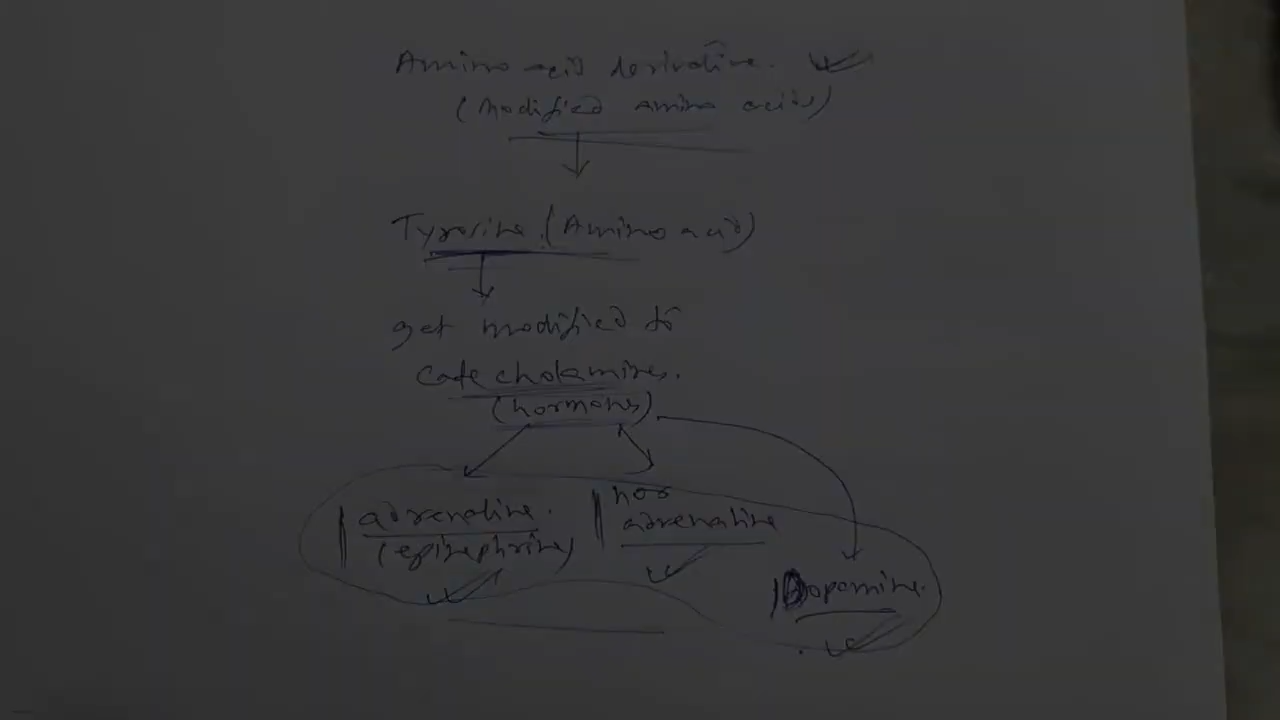 Amino acid derivative.
(Modified amino acids)
Tyrosine (Amino acid)
get modified to
Catecholamines.
(hormones)
adrenaline.
(epinephrine)
nor
adrenaline
Dopamine.